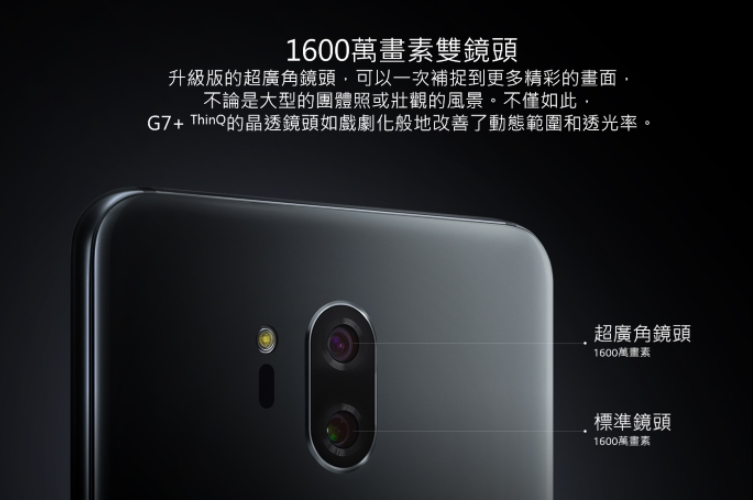 1600萬畫素雙鏡頭
升級版的超廣角鏡頭，可以一次補捉到更多精彩的畫面，
不論是大型的團體照或壯觀的風景。不僅如此，
G7+ ThinQ的晶透鏡頭如戲劇化般地改善了動態範圍和透光率。
超廣角鏡頭
1600萬畫素
標準鏡頭
1600萬畫素